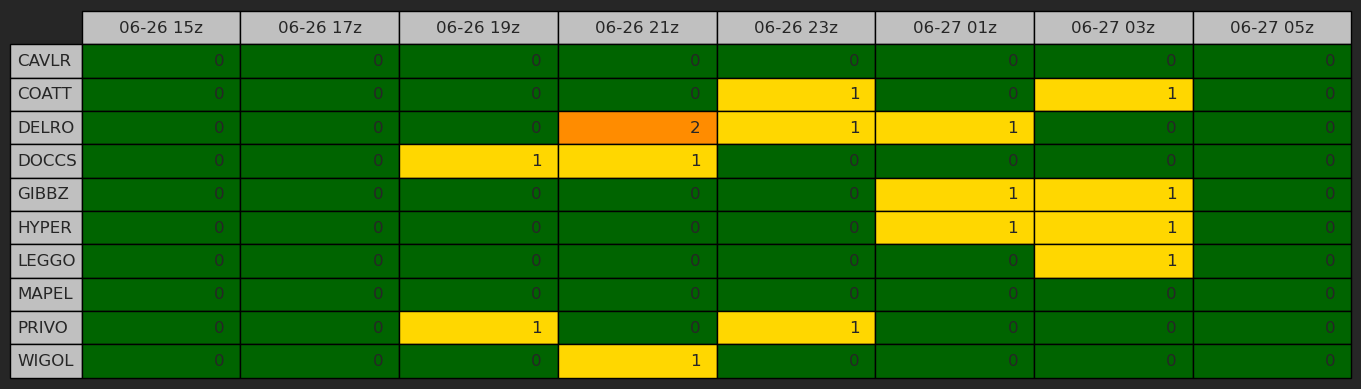 06-26 15z 06-26 17z 06-26 19z 06-26 21z 06-26 23z 06-27 01z 06-27 03z 06-27 05z
CAVLR 0 0 0 0 0 0 0 0
COATT 0 0 0 0 1 0 1 0
DELRO 0 0 0 2 1 1 0 0
DOCCS 0 0 1 1 0 0 0 0
GIBBZ 0 0 0 0 0 1 1 0
HYPER 0 0 0 0 0 1 1 0
LEGGO 0 0 0 0 0 0 1 0
MAPEL 0 0 0 0 0 0 0 0
PRIVO 0 0 1 0 1 0 0 0
WIGOL 0 0 0 1 0 0 0 0